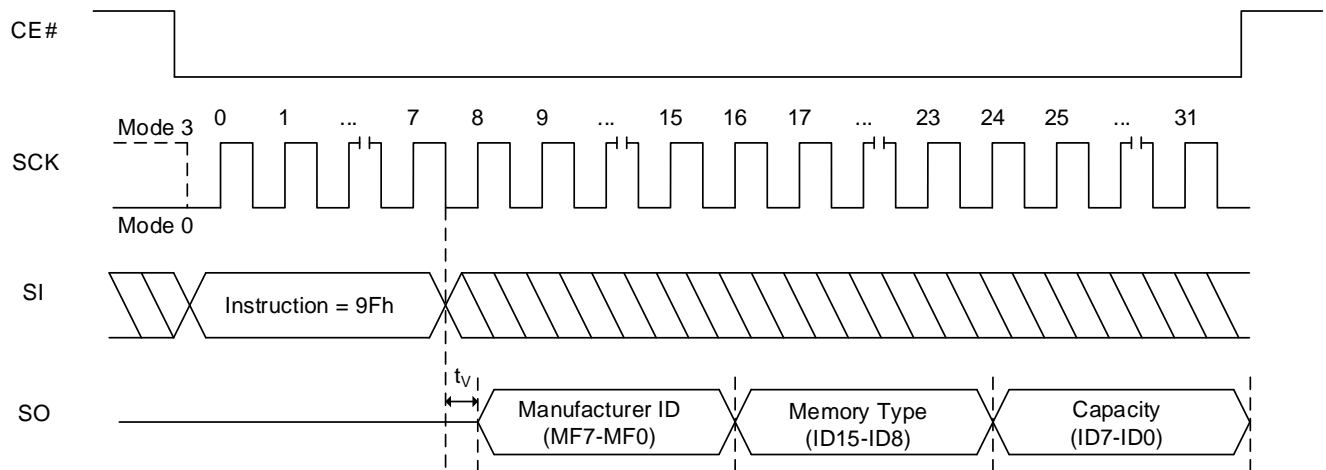 CE#
0 1 ... 7 8 9 ... 15 16 17 ... 23 24 25 ... 31
Mode 3
SCK
Mode 0
SI
Instruction = 9Fh
tV
SO
Manufacturer ID
(MF7-MF0)
Memory Type
(ID15-ID8)
Capacity
(ID7-ID0)